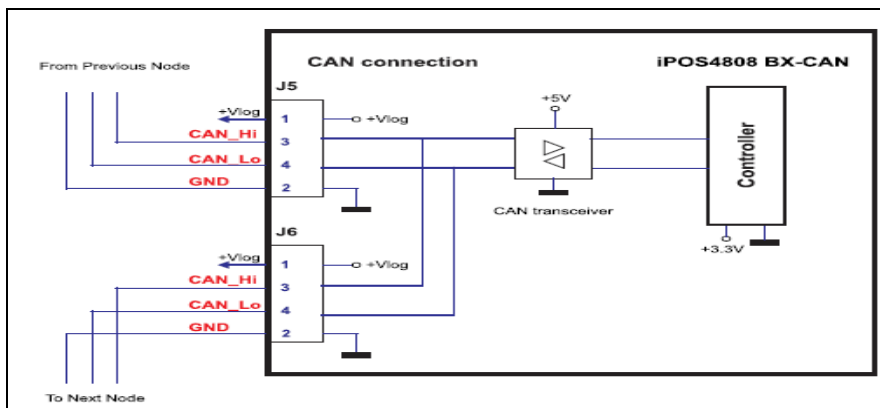 CAN connection
iPOS4808 BX-CAN
From Previous Node
J5
+Vlog
1
+Vlog
CAN_Hi
3
CAN_Lo
4
GND
2
+5V
CAN transceiver
Controller
+3.3V
J6
+Vlog
1
+Vlog
CAN_Hi
3
CAN_Lo
4
GND
2
To Next Node